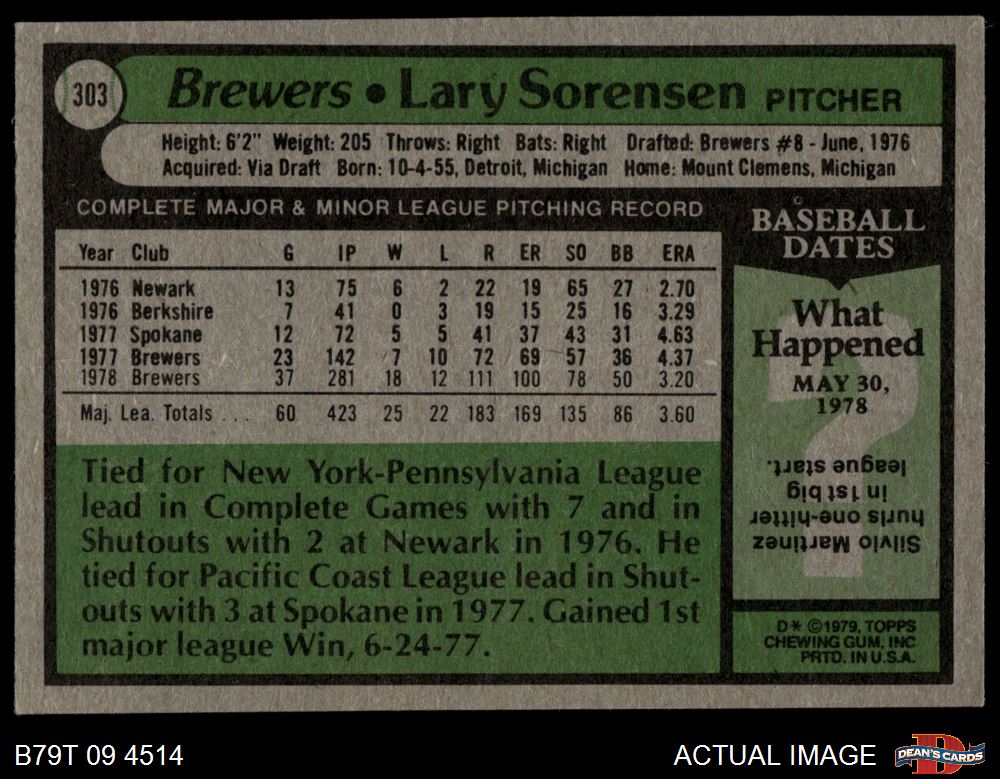 303
Brewers • Lary Sorensen PITCHER
Height: 6'2" Weight: 205 Throws: Right Bats: Right Drafted: Brewers #8 - June, 1976
Acquired: Via Draft Born: 10-4-55, Detroit, Michigan Home: Mount Clemens, Michigan
COMPLETE MAJOR & MINOR LEAGUE PITCHING RECORD
Year Club G IP W L R ER SO BB ERA
1976 Newark 13 75 6 2 22 19 65 27 2.70
1976 Berkshire 7 41 0 3 19 15 25 16 3.29
1977 Spokane 12 72 5 5 41 37 43 31 4.63
1977 Brewers 23 142 7 10 72 69 57 36 4.37
1978 Brewers 37 281 18 12 111 100 78 50 3.20
Maj. Lea. Totals . . . 60 423 25 22 183 169 135 86 3.60
Tied for New York-Pennsylvania League
lead in Complete Games with 7 and in
Shutouts with 2 at Newark in 1976. He
tied for Pacific Coast League lead in Shut-
outs with 3 at Spokane in 1977. Gained 1st
major league Win, 6-24-77.
BASEBALL
DATES
What
Happened
MAY 30,
1978
?
Silvio Martinez
hurls one-hitter
in 1st big
league start.
D* ©1979, TOPPS
CHEWING GUM, INC
PRTD. IN U.S.A.
B79T 09 4514
ACTUAL IMAGE
DEAN'S CARDS